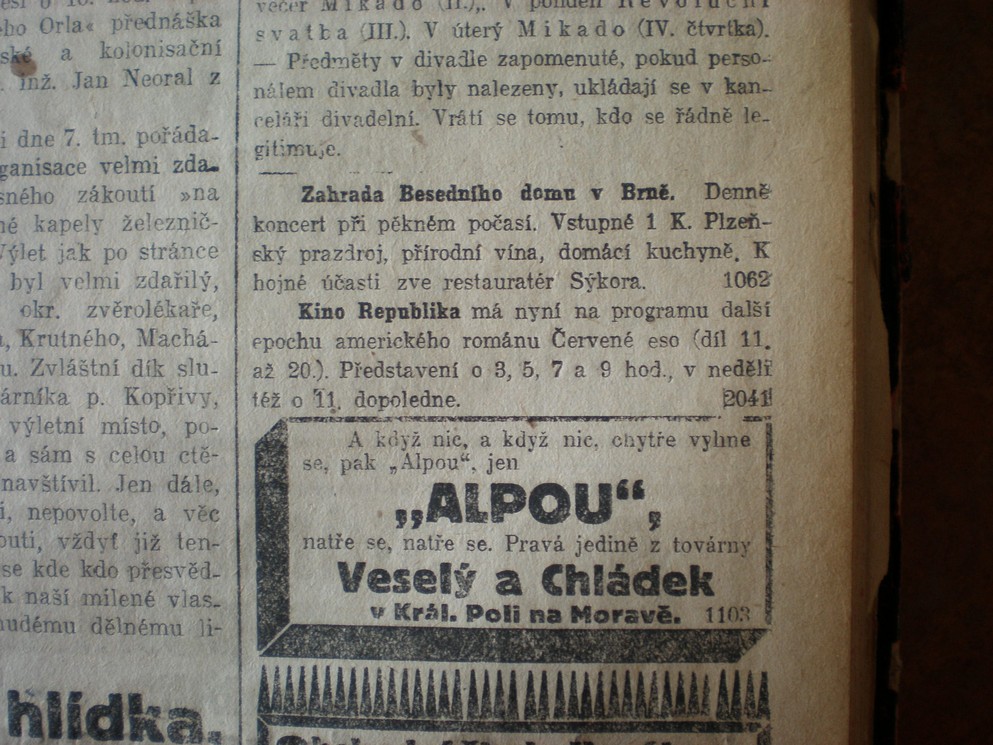 ho Orla« přednáška
ské a kolonisační
inž. Jan Neoral z
i dne 7. tm. pořáda-
ganisace velmi zda-
sného zákoutí »na
né kapely železnič-
Výlet jak po stránce
byl velmi zdařilý,
okr. zvěrolékaře,
Krutného, Machá-
u. Zvláštní dík slu-
árníka p. Kopřivy,
výletní místo, po-
a sám s celou ctě-
navštívil. Jen dále,
i, nepovolte, a věc
outi, vždyť již ten-
se kde kdo přesvěd-
k naší milené vlas-
nudému dělnému li-
hlídka.
večer Mikado (II.), V pondělí Revoluční
svatba (III.). V úterý Mikado (IV. čtvrtka).
— Předměty v divadle zapomenuté, pokud perso-
nálem divadla byly nalezeny, ukládají se v kan-
celáři divadelní. Vrátí se tomu, kdo se řádně le-
gitimuje.
Zahrada Besedního domu v Brně. Denně
koncert při pěkném počasí. Vstupné 1 K. Plzeň-
ský prazdroj, přírodní vína, domácí kuchyně. K
hojné účasti zve restauratér Sýkora. 1062
Kino Republika má nyní na programu další
epochu amerického románu Červené eso (díl 11.
až 20.). Představení o 3, 5, 7 a 9 hod., v neděli
též o 11. dopoledne. 2041
A když nic, a když nic, chytře vyhne
se, pak „Alpou“, jen
„ALPOU“,
natře se, natře se. Pravá jedině z továrny
Veselý a Chládek
v Král. Poli na Moravě. 1103